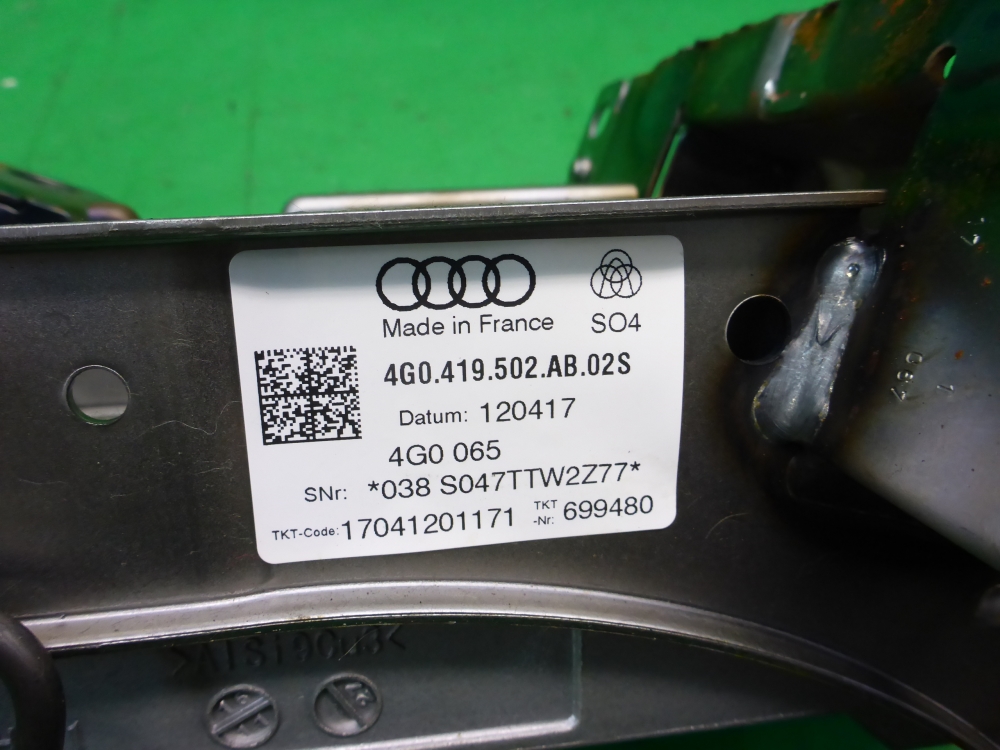 Made in France SO4
4G0.419.502.AB.02S
Datum: 120417
4G0 065
SNr: *038 S047TTW2Z77*
TKT-Code: 17041201171 TKT-Nr: 699480